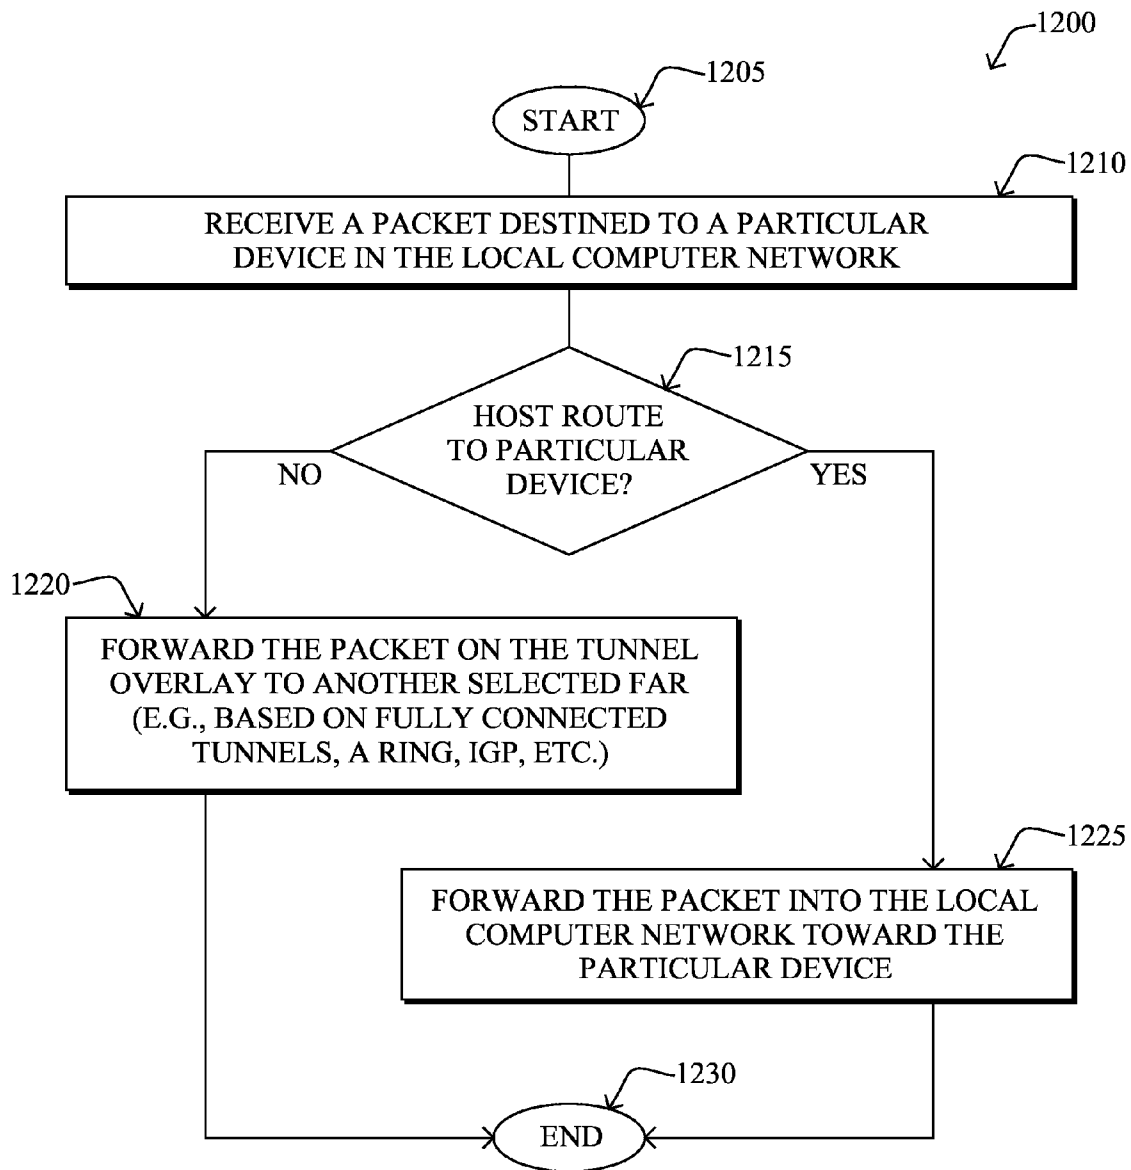 1200
1205
START
1210
RECEIVE A PACKET DESTINED TO A PARTICULAR
DEVICE IN THE LOCAL COMPUTER NETWORK
1215
HOST ROUTE
TO PARTICULAR
DEVICE?
NO
YES
1220
FORWARD THE PACKET ON THE TUNNEL
OVERLAY TO ANOTHER SELECTED FAR
(E.G., BASED ON FULLY CONNECTED
TUNNELS, A RING, IGP, ETC.)
1225
FORWARD THE PACKET INTO THE LOCAL
COMPUTER NETWORK TOWARD THE
PARTICULAR DEVICE
1230
END